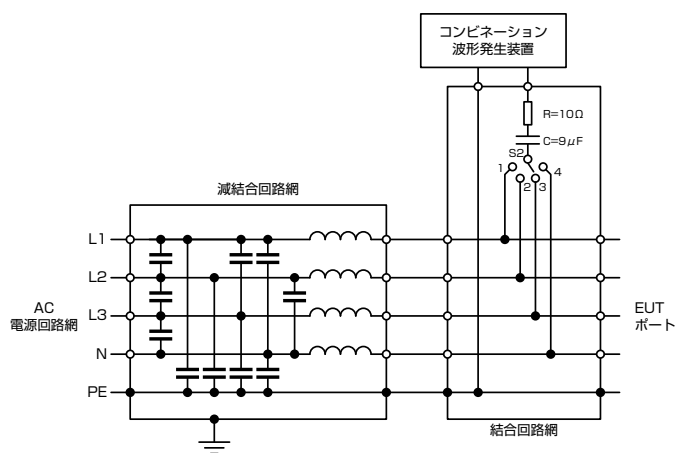 コンビネーション
波形発生装置
R=10Ω
C=9μF
S2
1
2
3
4
減結合回路網
L1
L2
L3
N
PE
AC
電源回路網
EUT
ポート
結合回路網